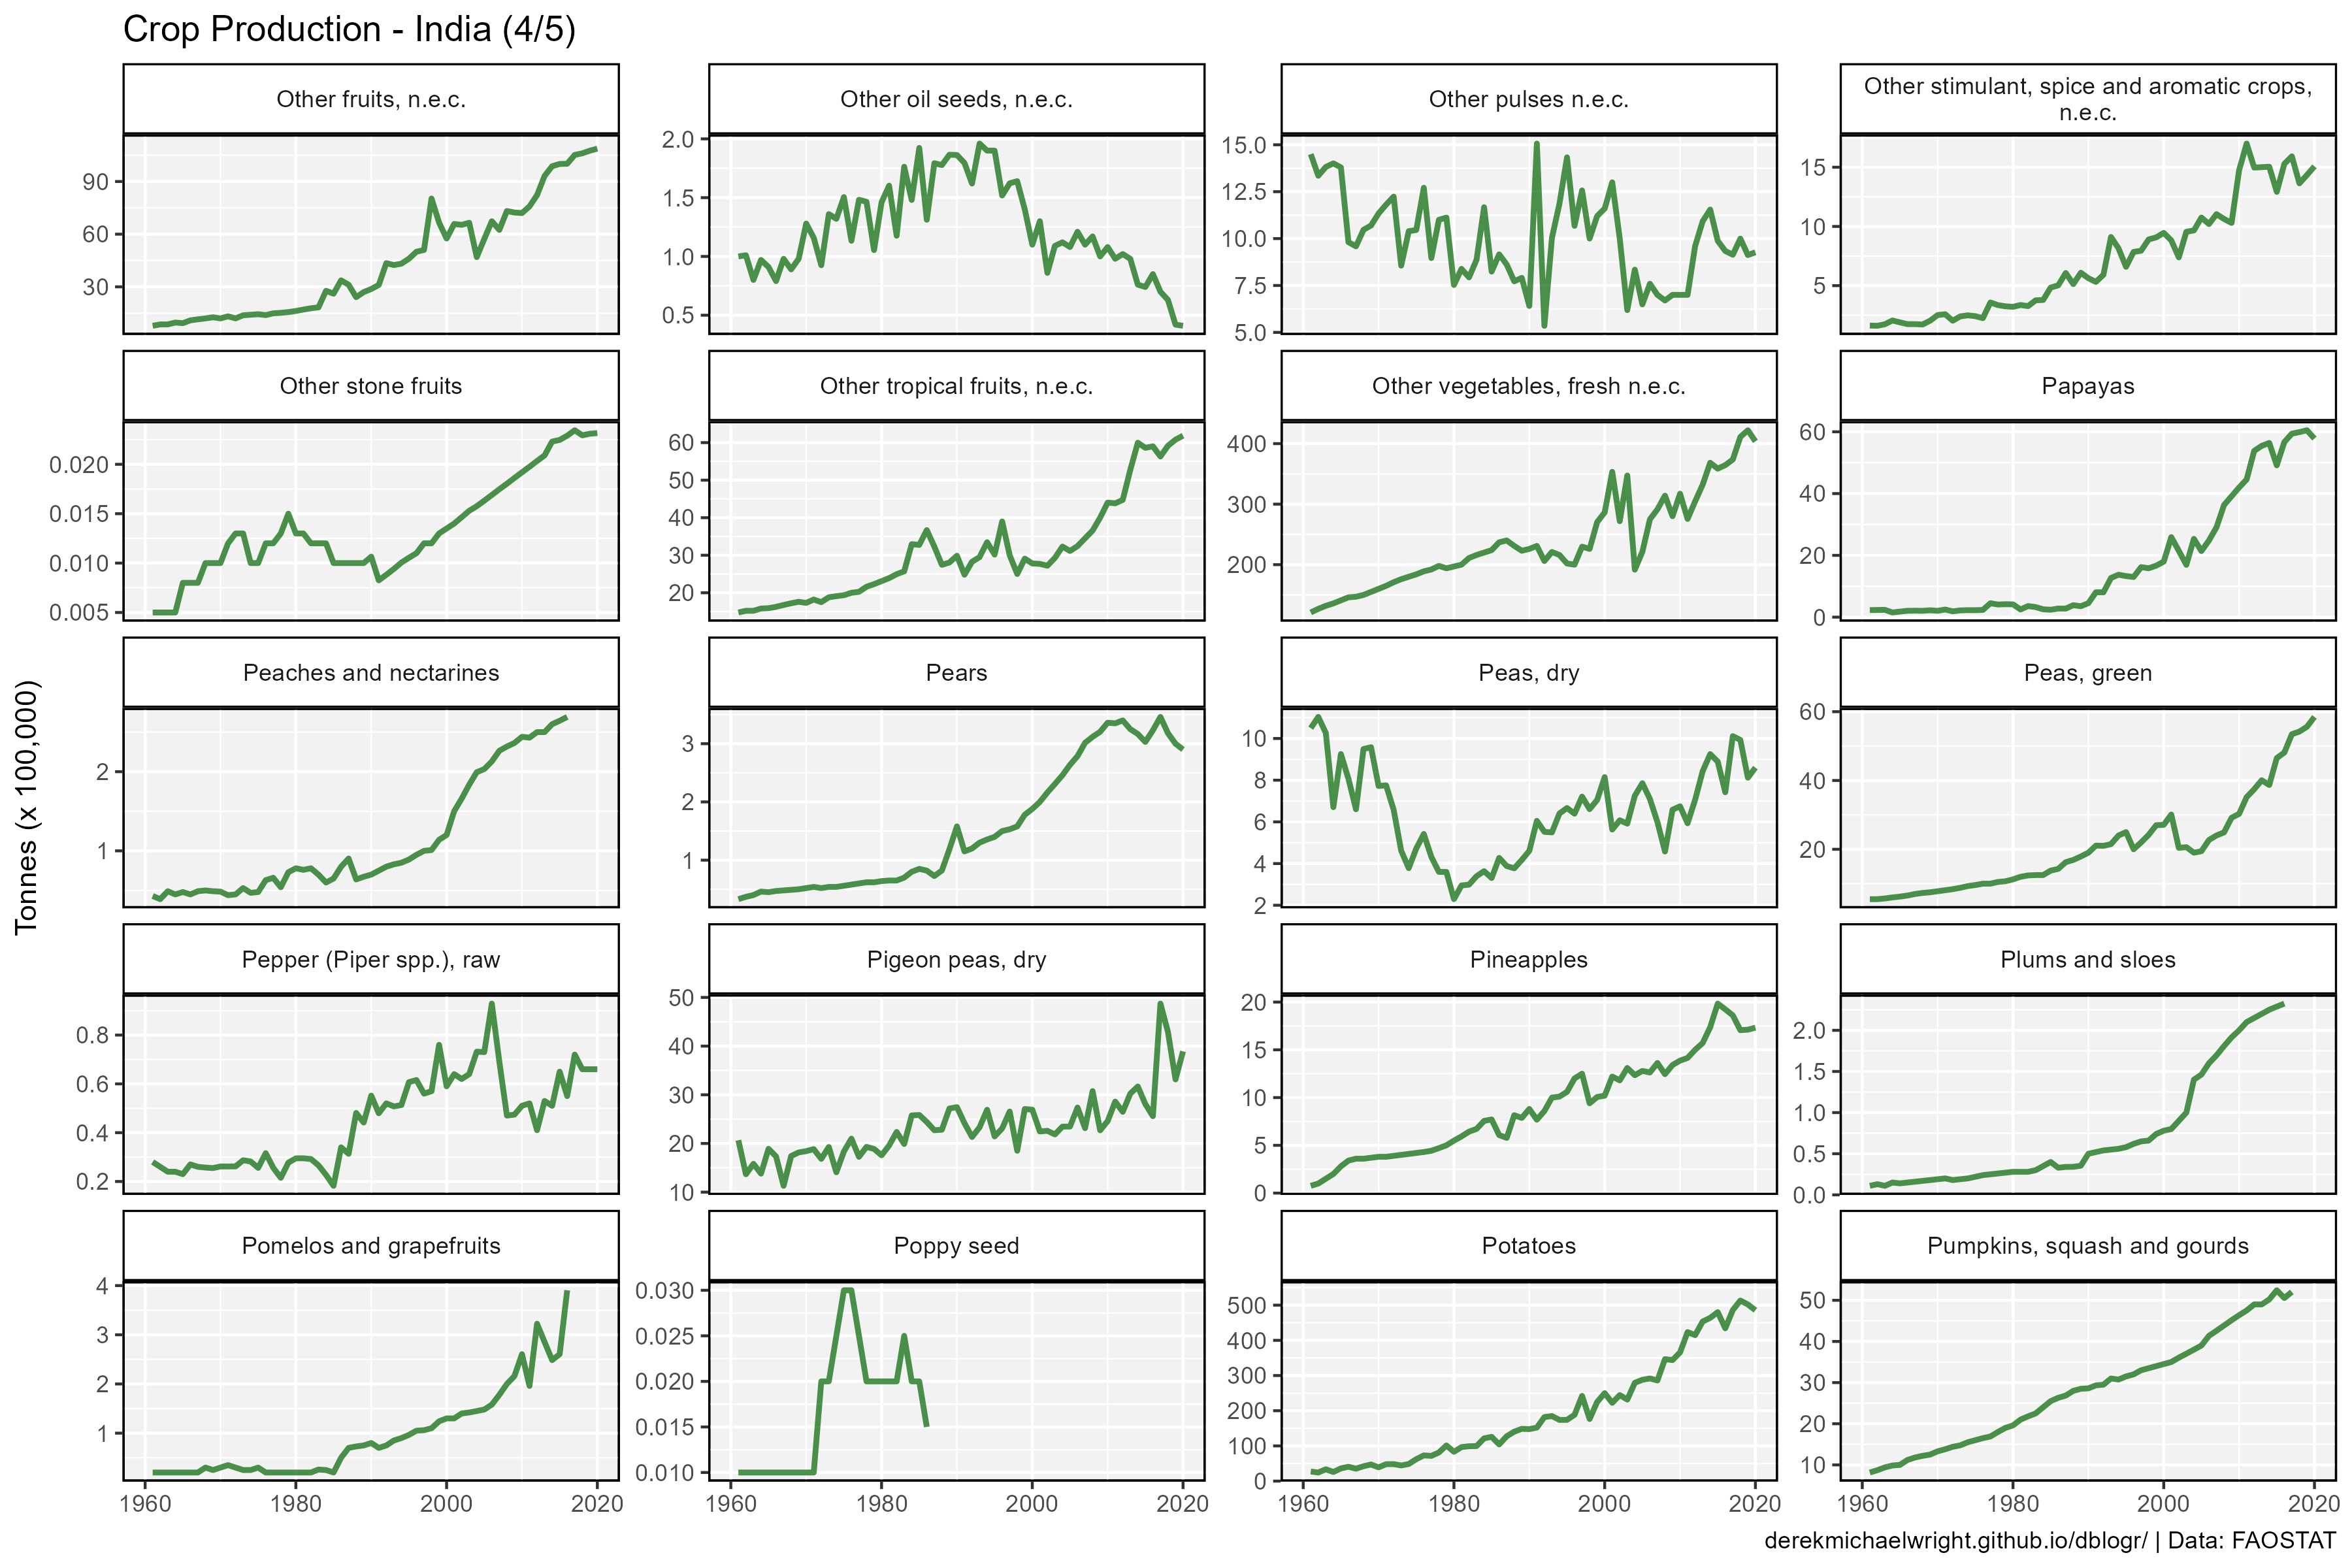 Crop Production - India (4/5)
Tonnes (x 100,000)
Other fruits, n.e.c.
90
60
30
Other oil seeds, n.e.c.
2.0
1.5
1.0
0.5
Other pulses n.e.c.
15.0
12.5
10.0
7.5
5.0
Other stimulant, spice and aromatic crops,
n.e.c.
15
10
5
Other stone fruits
0.020
0.015
0.010
0.005
Other tropical fruits, n.e.c.
60
50
40
30
20
Other vegetables, fresh n.e.c.
400
300
200
Papayas
60
40
20
0
Peaches and nectarines
2
1
Pears
3
2
1
Peas, dry
10
8
6
4
2
Peas, green
60
40
20
Pepper (Piper spp.), raw
0.8
0.6
0.4
0.2
Pigeon peas, dry
50
40
30
20
10
Pineapples
20
15
10
5
0
Plums and sloes
2.0
1.5
1.0
0.5
0.0
Pomelos and grapefruits
4
3
2
1
1960 1980 2000 2020
Poppy seed
0.030
0.025
0.020
0.015
0.010
1960 1980 2000 2020
Potatoes
500
400
300
200
100
0
1960 1980 2000 2020
Pumpkins, squash and gourds
50
40
30
20
10
1960 1980 2000 2020
derekmichaelwright.github.io/dblogr/ | Data: FAOSTAT